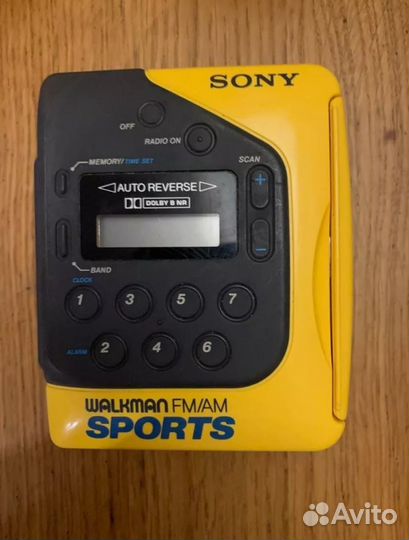 SONY
OFF
RADIO ON
SCAN
MEMORY/TIME SET
AUTO REVERSE
DOLBY B NR
+
−
BAND
CLOCK
1 3 5 7
ALARM 2 4 6
WALKMAN FM/AM
SPORTS
Avito